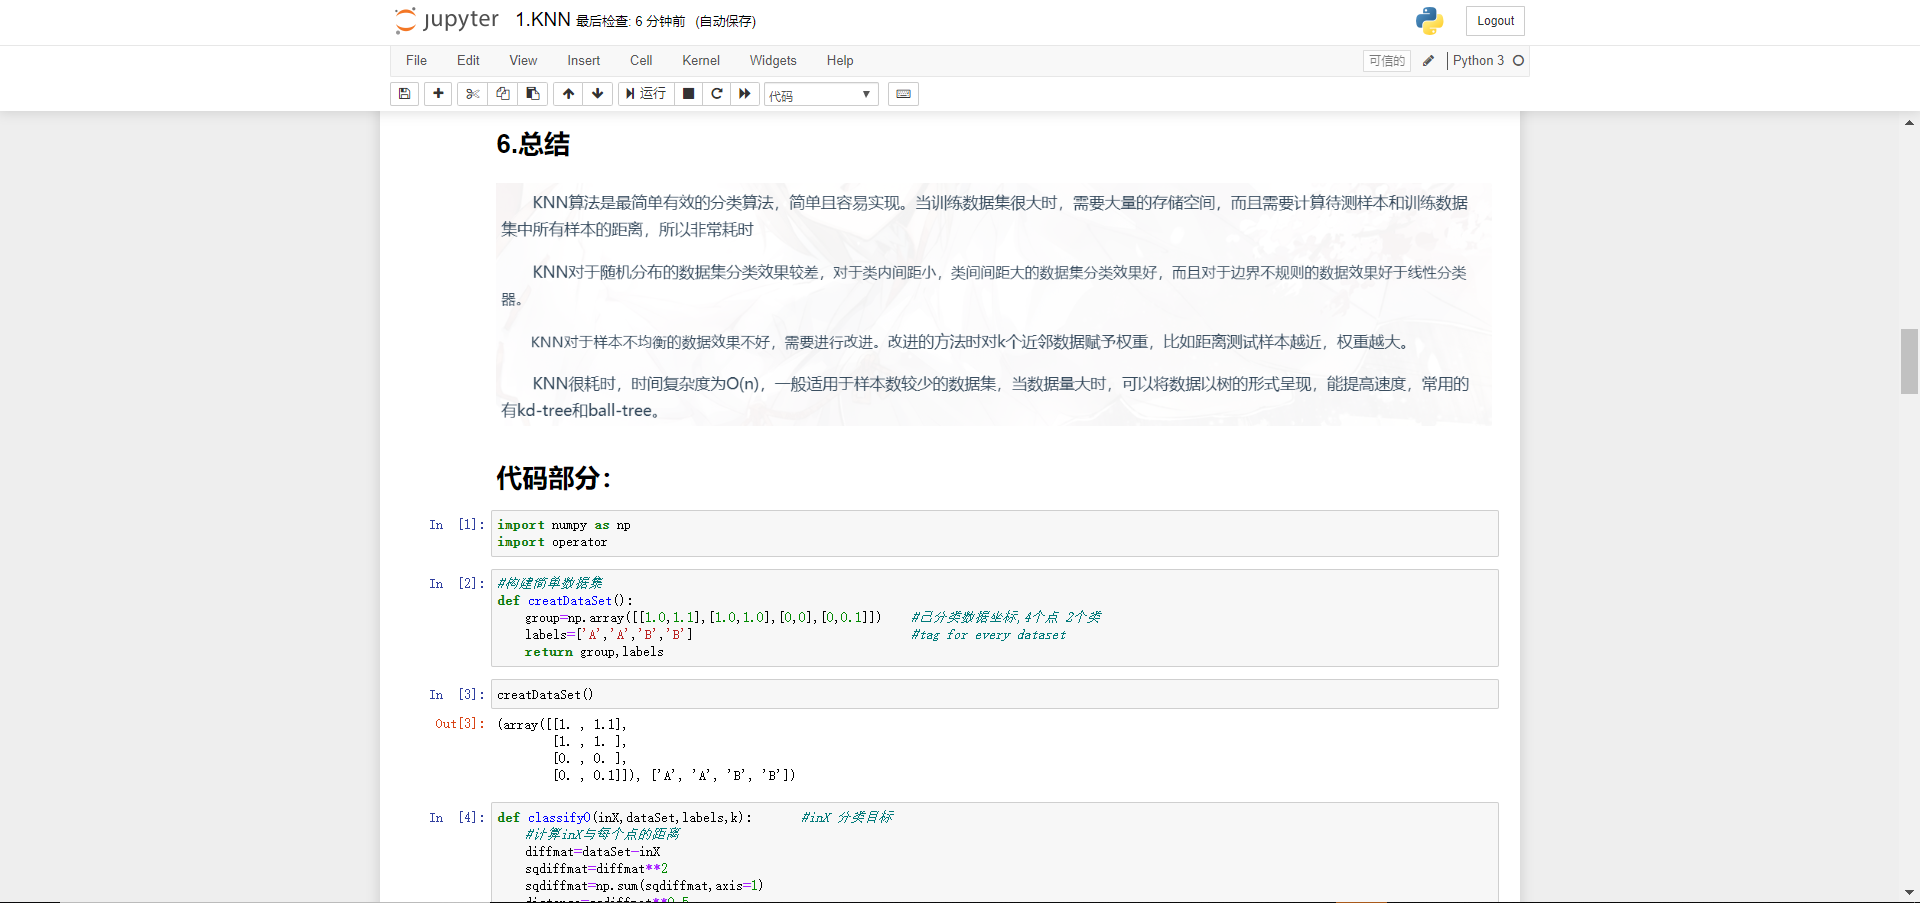 jupyter 1.KNN 最后检查: 6 分钟前 (自动保存) Logout
File Edit View Insert Cell Kernel Widgets Help 可信的 Python 3
运行 代码
6.总结
KNN算法是最简单有效的分类算法，简单且容易实现。当训练数据集很大时，需要大量的存储空间，而且需要计算待测样本和训练数据
集中所有样本的距离，所以非常耗时
KNN对于随机分布的数据集分类效果较差，对于类内间距小，类间间距大的数据集分类效果好，而且对于边界不规则的数据效果好于线性分类
器。
KNN对于样本不均衡的数据效果不好，需要进行改进。改进的方法时对k个近邻数据赋予权重，比如距离测试样本越近，权重越大。
KNN很耗时，时间复杂度为O(n)，一般适用于样本数较少的数据集，当数据量大时，可以将数据以树的形式呈现，能提高速度，常用的
有kd-tree和ball-tree。
代码部分：
In [1]: import numpy as np
import operator
In [2]: #构建简单数据集
def creatDataSet():
group=np.array([[1.0,1.1],[1.0,1.0],[0,0],[0,0.1]]) #已分类数据坐标,4个点 2个类
labels=['A','A','B','B'] #tag for every dataset
return group,labels
In [3]: creatDataSet()
Out[3]: (array([[1. , 1.1],
[1. , 1. ],
[0. , 0. ],
[0. , 0.1]]), ['A', 'A', 'B', 'B'])
In [4]: def classify0(inX,dataSet,labels,k): #inX 分类目标
#计算inX与每个点的距离
diffmat=dataSet-inX
sqdiffmat=diffmat**2
sqdiffmat=np.sum(sqdiffmat,axis=1)